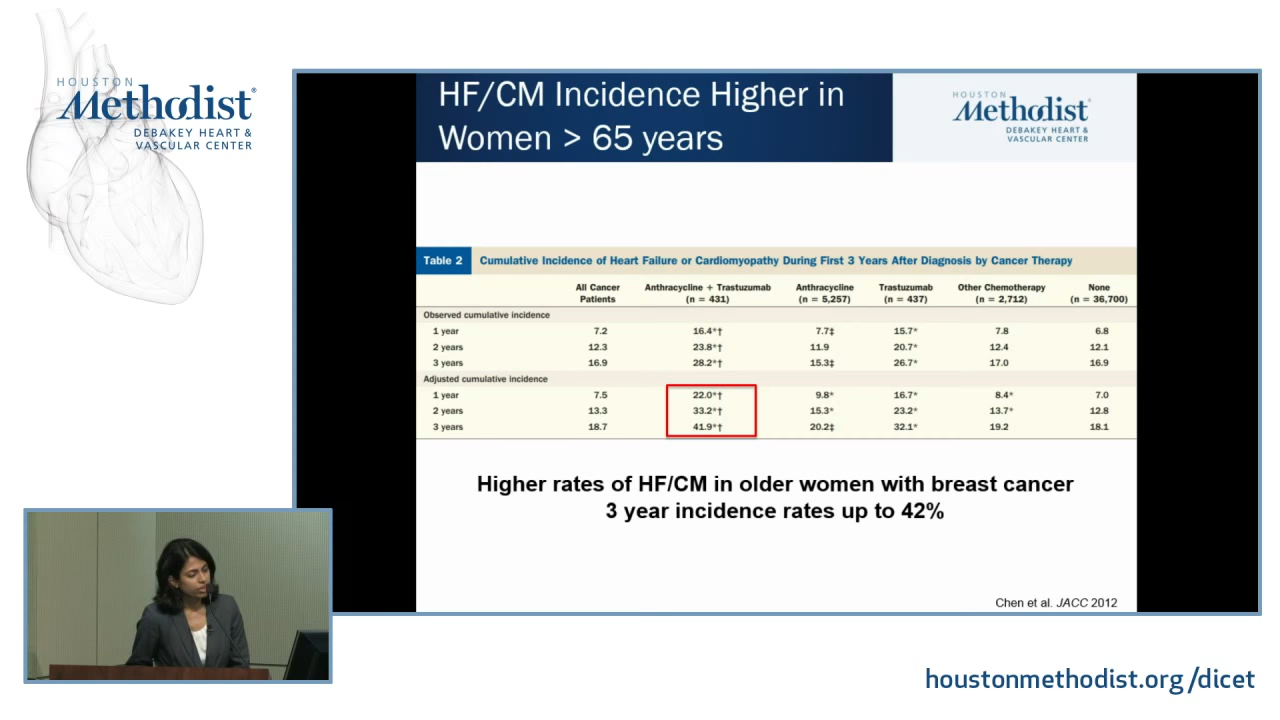 HOUSTON
Methodist®
DEBAKEY HEART &
VASCULAR CENTER
HF/CM Incidence Higher in
Women > 65 years
HOUSTON
Methodist®
DEBAKEY HEART &
VASCULAR CENTER
Table 2 Cumulative Incidence of Heart Failure or Cardiomyopathy During First 3 Years After Diagnosis by Cancer Therapy
All Cancer Anthracycline + Trastuzumab Anthracycline Trastuzumab Other Chemotherapy None
Patients (n = 431) (n = 5,257) (n = 437) (n = 2,712) (n = 36,700)
Observed cumulative incidence
1 year 7.2 16.4*† 7.7‡ 15.7* 7.8 6.8
2 years 12.3 23.8*† 11.9 20.7* 12.4 12.1
3 years 16.9 28.2*† 15.3‡ 26.7* 17.0 16.9
Adjusted cumulative incidence
1 year 7.5 22.0*† 9.8* 16.7* 8.4* 7.0
2 years 13.3 33.2*† 15.3* 23.2* 13.7* 12.8
3 years 18.7 41.9*† 20.2‡ 32.1* 19.2 18.1
Higher rates of HF/CM in older women with breast cancer
3 year incidence rates up to 42%
Chen et al. JACC 2012
houstonmethodist.org/dicet